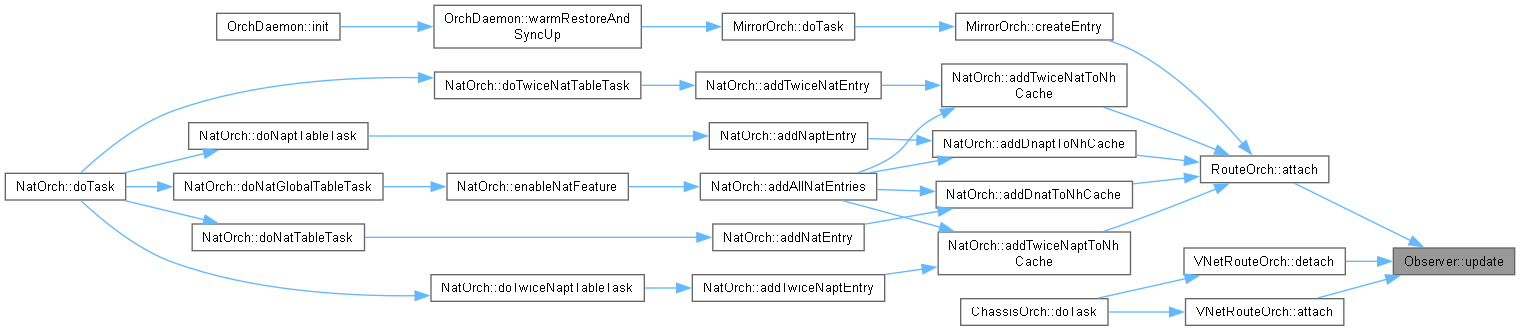 OrchDaemon::init
OrchDaemon::warmRestoreAnd
SyncUp
MirrorOrch::doTask
MirrorOrch::createEntry
NatOrch::doTwiceNatTableTask
NatOrch::addTwiceNatEntry
NatOrch::addTwiceNatToNh
Cache
NatOrch::doNaptTableTask
NatOrch::addNaptEntry
NatOrch::addDnaptToNhCache
RouteOrch::attach
NatOrch::doTask
NatOrch::doNatGlobalTableTask
NatOrch::enableNatFeature
NatOrch::addAllNatEntries
NatOrch::addDnatToNhCache
NatOrch::doNatTableTask
NatOrch::addNatEntry
NatOrch::addTwiceNaptToNh
Cache
VNetRouteOrch::detach
Observer::update
NatOrch::doTwiceNaptTableTask
NatOrch::addTwiceNaptEntry
ChassisOrch::doTask
VNetRouteOrch::attach